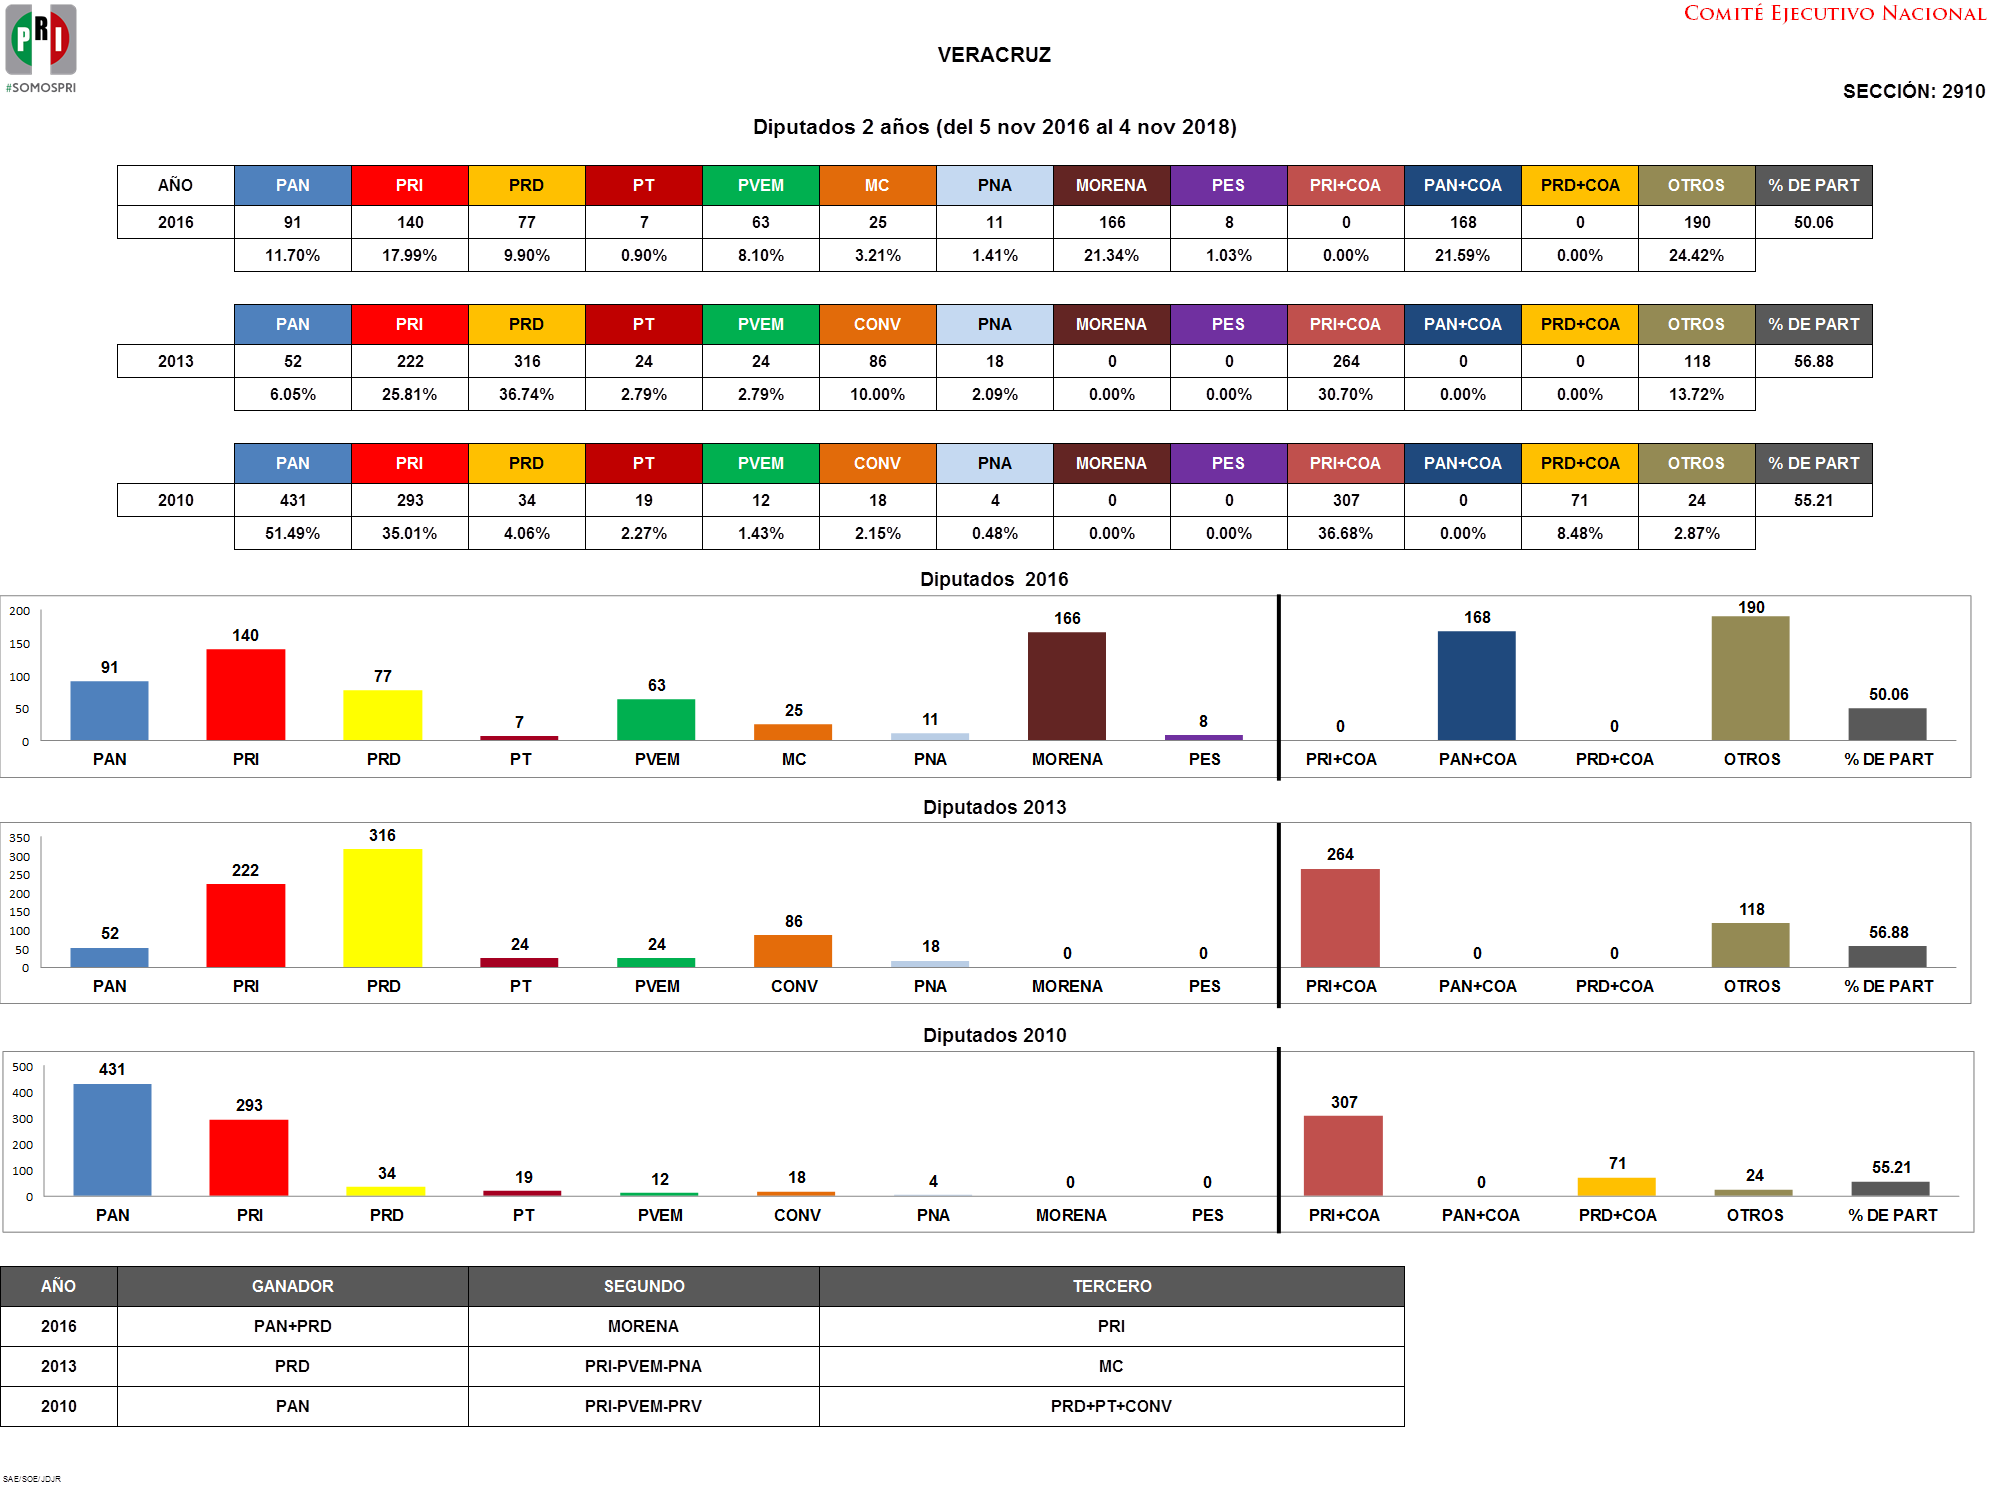 PRI
#SOMOSPRI
COMITÉ EJECUTIVO NACIONAL
VERACRUZ
SECCIÓN: 2910
Diputados 2 años (del 5 nov 2016 al 4 nov 2018)
AÑO PAN PRI PRD PT PVEM MC PNA MORENA PES PRI+COA PAN+COA PRD+COA OTROS % DE PART
2016 91 140 77 7 63 25 11 166 8 0 168 0 190 50.06
11.70% 17.99% 9.90% 0.90% 8.10% 3.21% 1.41% 21.34% 1.03% 0.00% 21.59% 0.00% 24.42%
PAN PRI PRD PT PVEM CONV PNA MORENA PES PRI+COA PAN+COA PRD+COA OTROS % DE PART
2013 52 222 316 24 24 86 18 0 0 264 0 0 118 56.88
6.05% 25.81% 36.74% 2.79% 2.79% 10.00% 2.09% 0.00% 0.00% 30.70% 0.00% 0.00% 13.72%
PAN PRI PRD PT PVEM CONV PNA MORENA PES PRI+COA PAN+COA PRD+COA OTROS % DE PART
2010 431 293 34 19 12 18 4 0 0 307 0 71 24 55.21
51.49% 35.01% 4.06% 2.27% 1.43% 2.15% 0.48% 0.00% 0.00% 36.68% 0.00% 8.48% 2.87%
Diputados 2016
200
150
100
50
0
91 140 77 7 63 25 11 166 8 0 168 0 190 50.06
PAN PRI PRD PT PVEM MC PNA MORENA PES PRI+COA PAN+COA PRD+COA OTROS % DE PART
Diputados 2013
350
300
250
200
150
100
50
0
52 222 316 24 24 86 18 0 0 264 0 0 118 56.88
PAN PRI PRD PT PVEM CONV PNA MORENA PES PRI+COA PAN+COA PRD+COA OTROS % DE PART
Diputados 2010
500
400
300
200
100
0
431 293 34 19 12 18 4 0 0 307 0 71 24 55.21
PAN PRI PRD PT PVEM CONV PNA MORENA PES PRI+COA PAN+COA PRD+COA OTROS % DE PART
AÑO GANADOR SEGUNDO TERCERO
2016 PAN+PRD MORENA PRI
2013 PRD PRI-PVEM-PNA MC
2010 PAN PRI-PVEM-PRV PRD+PT+CONV
SAE/SOE/JDJR